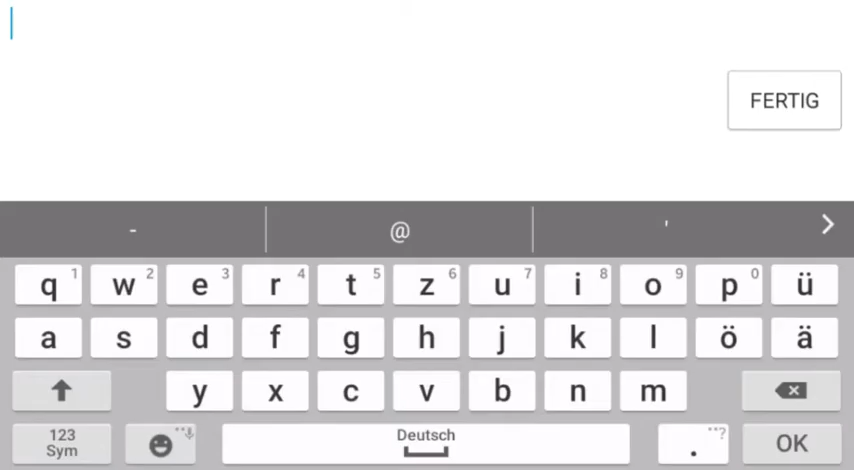 FERTIG
- @ '
q 1 w 2 e 3 r 4 t 5 z 6 u 7 i 8 o 9 p 0 ü
a s d f g h j k l ö ä
y x c v b n m
123
Sym
Deutsch
. ?
OK